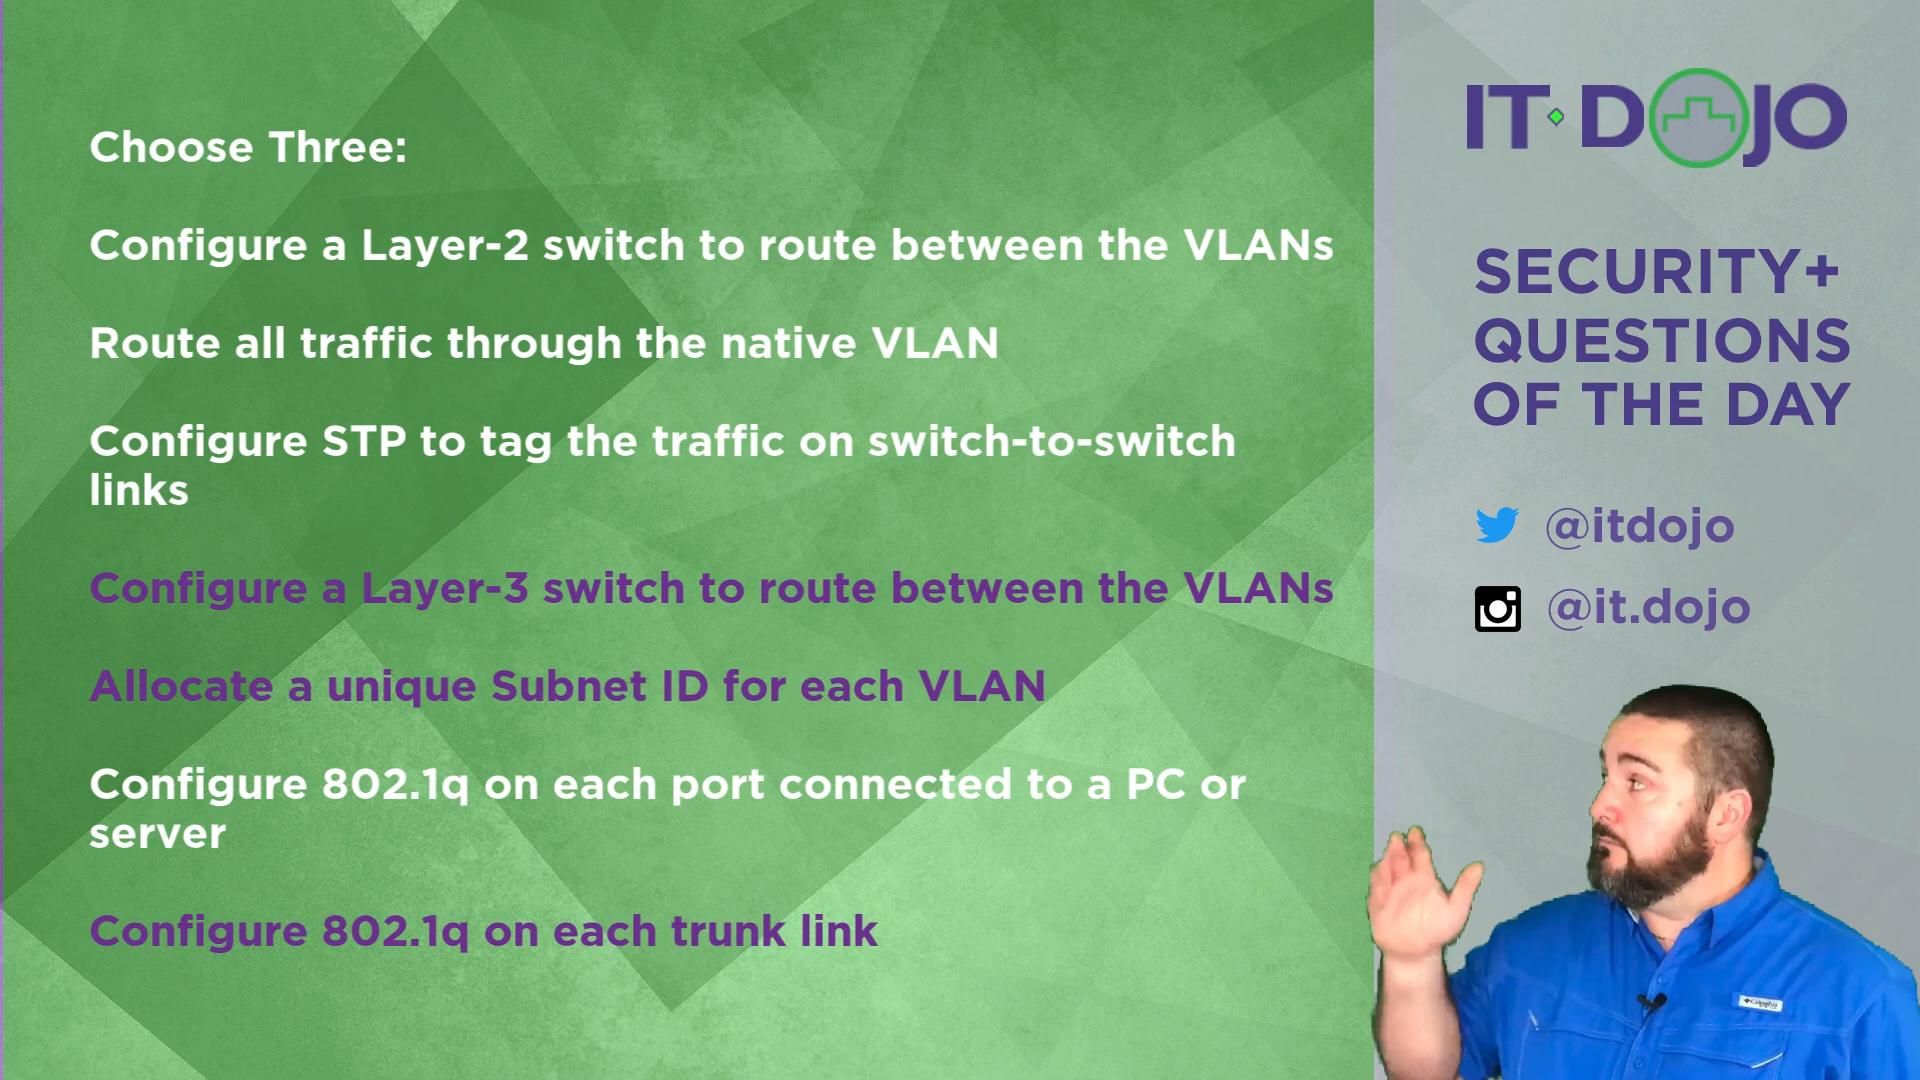 Choose Three:
Configure a Layer-2 switch to route between the VLANs
Route all traffic through the native VLAN
Configure STP to tag the traffic on switch-to-switch
links
Configure a Layer-3 switch to route between the VLANs
Allocate a unique Subnet ID for each VLAN
Configure 802.1q on each port connected to a PC or
server
Configure 802.1q on each trunk link
IT DOJO
SECURITY+
QUESTIONS
OF THE DAY
@itdojo
@it.dojo
Columbia